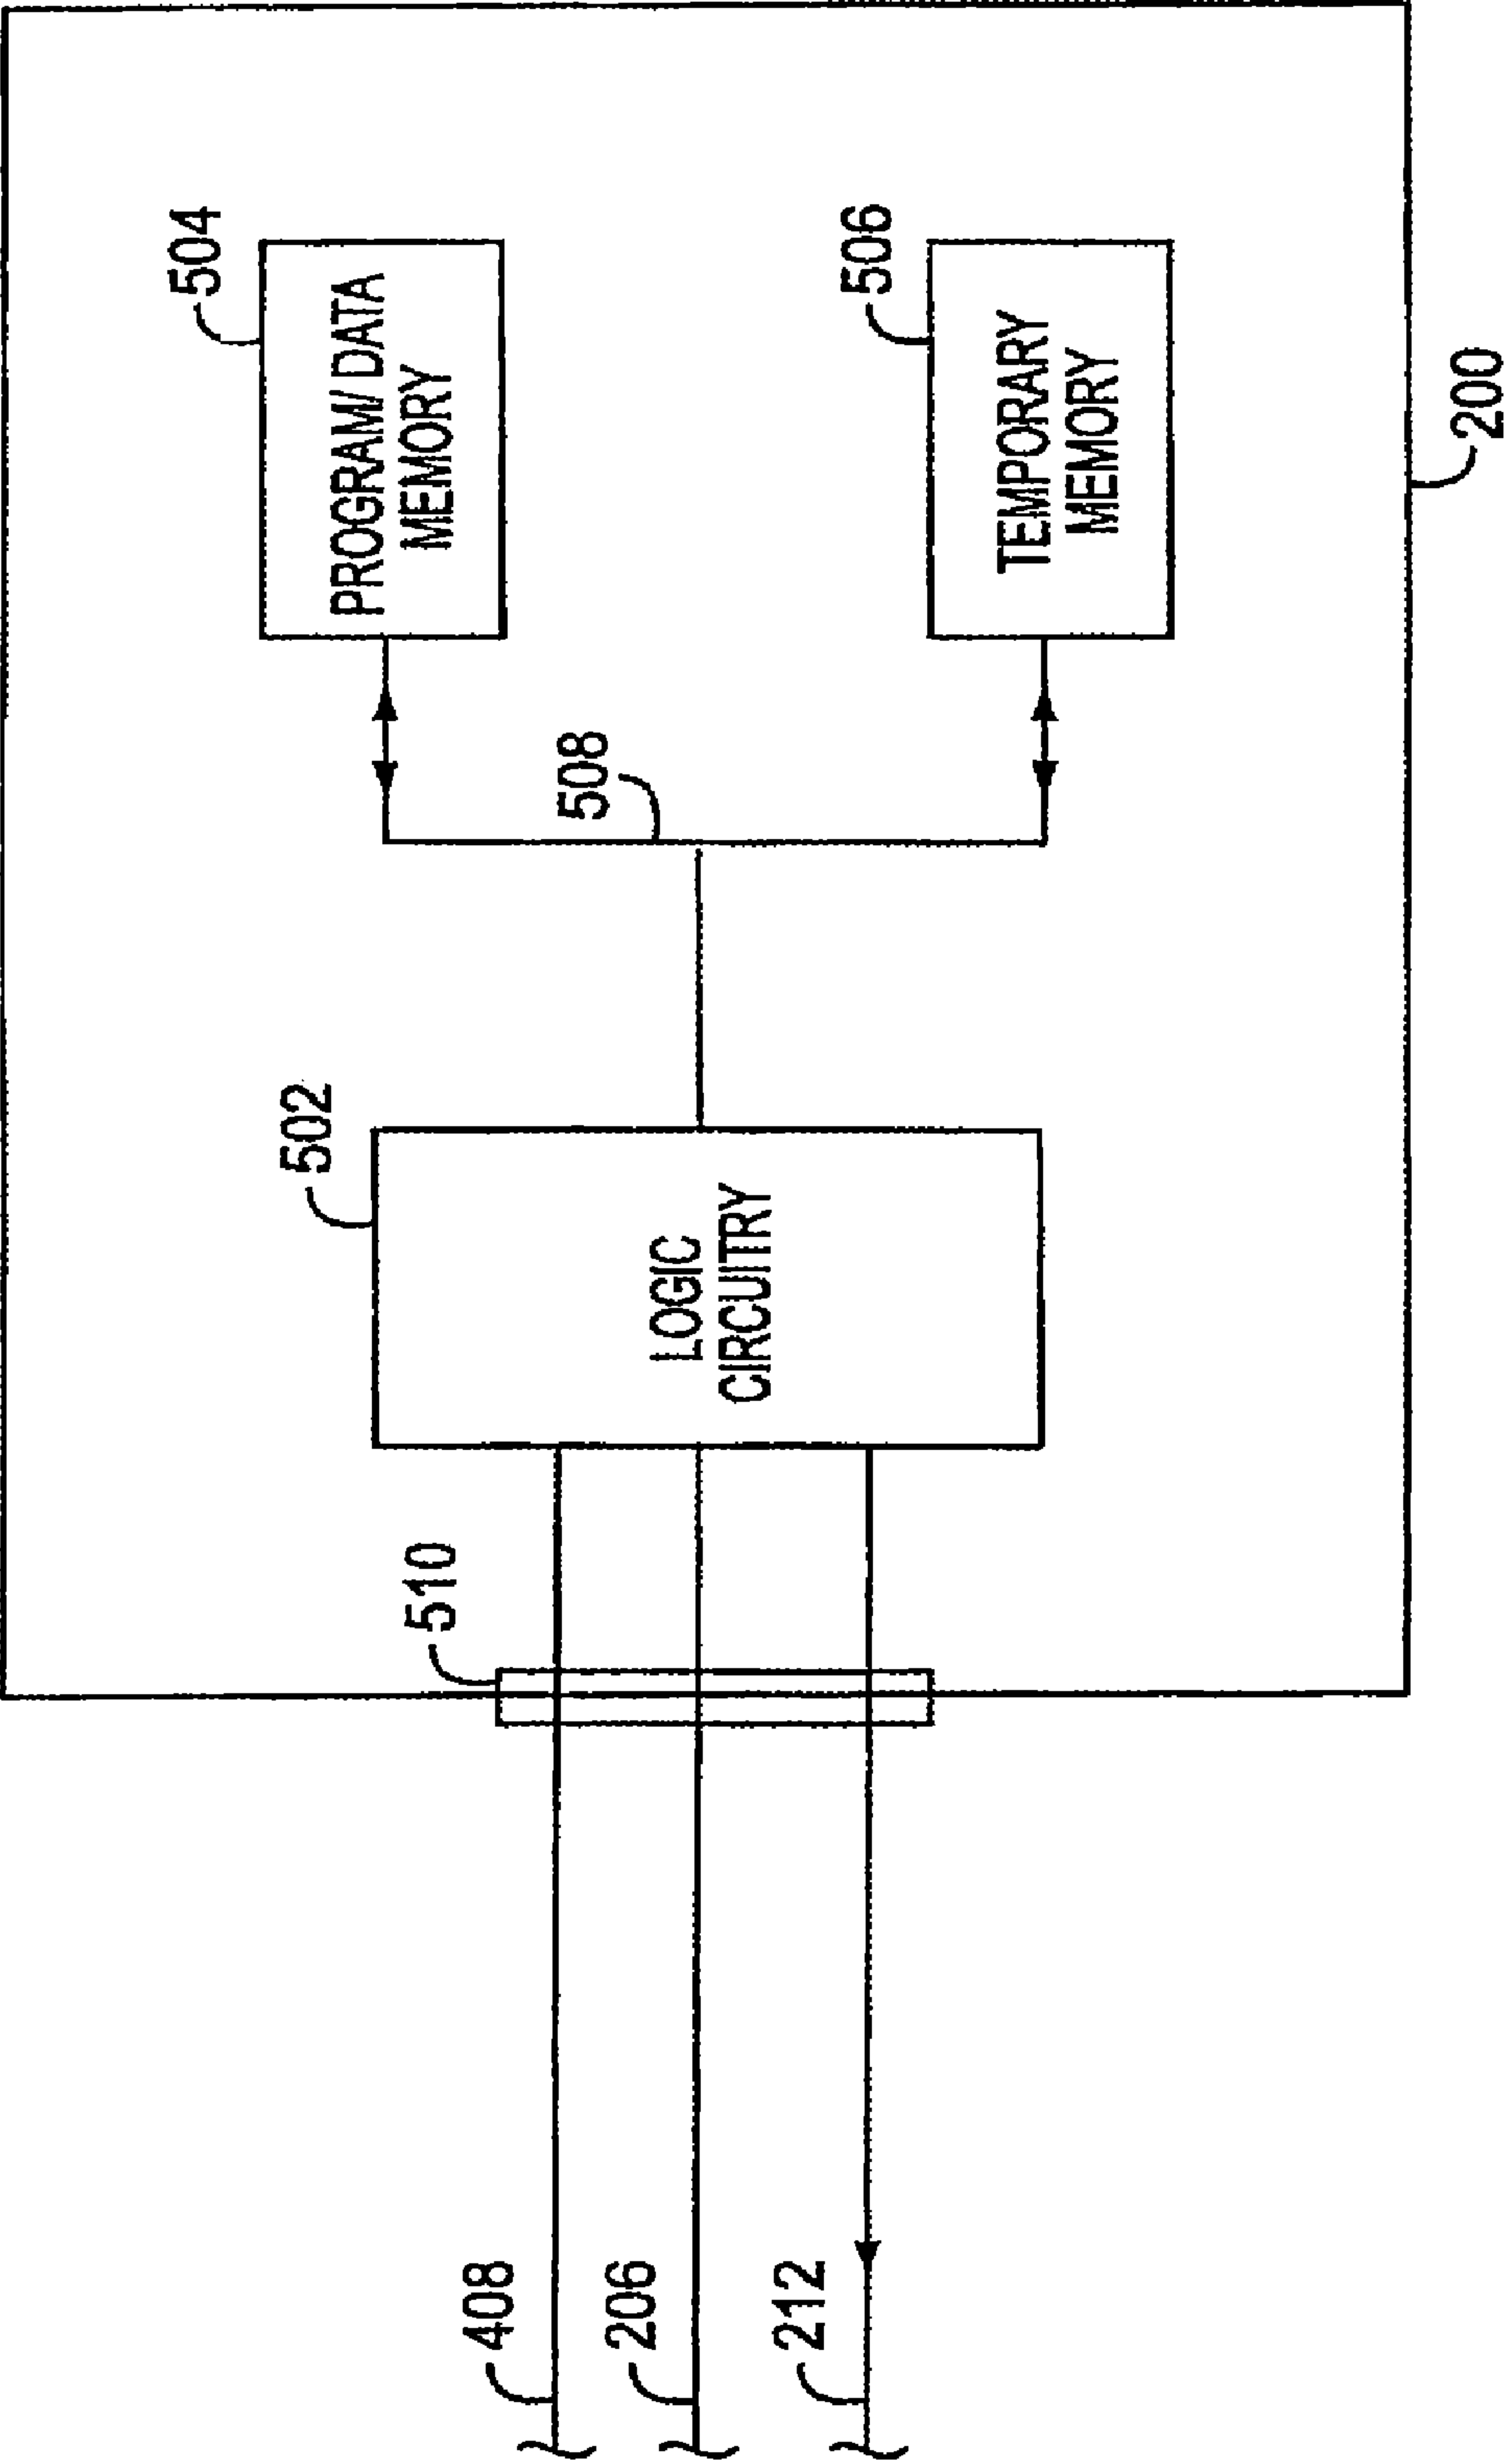 504
PROGRAM/ DATA
MEMORY
502
508
510
LOGIC
CIRCUITRY
408
206
212
506
TEMPORARY
MEMORY
200